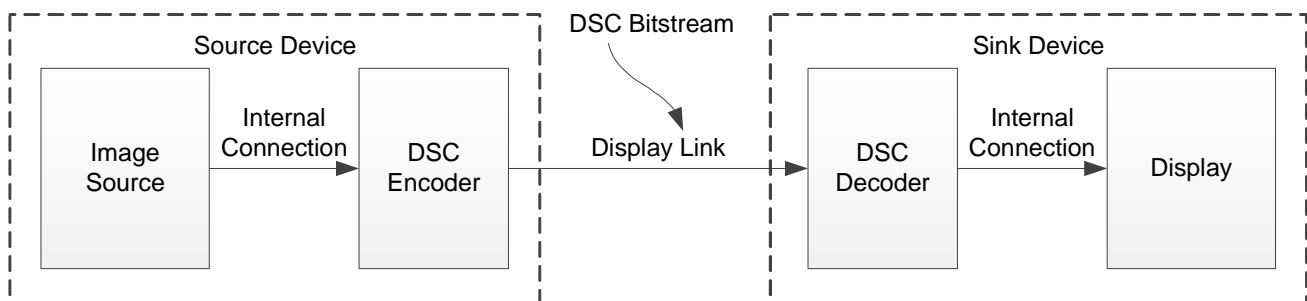 Source Device
DSC Bitstream
Sink Device
Image
Source
Internal
Connection
DSC
Encoder
Display Link
DSC
Decoder
Internal
Connection
Display